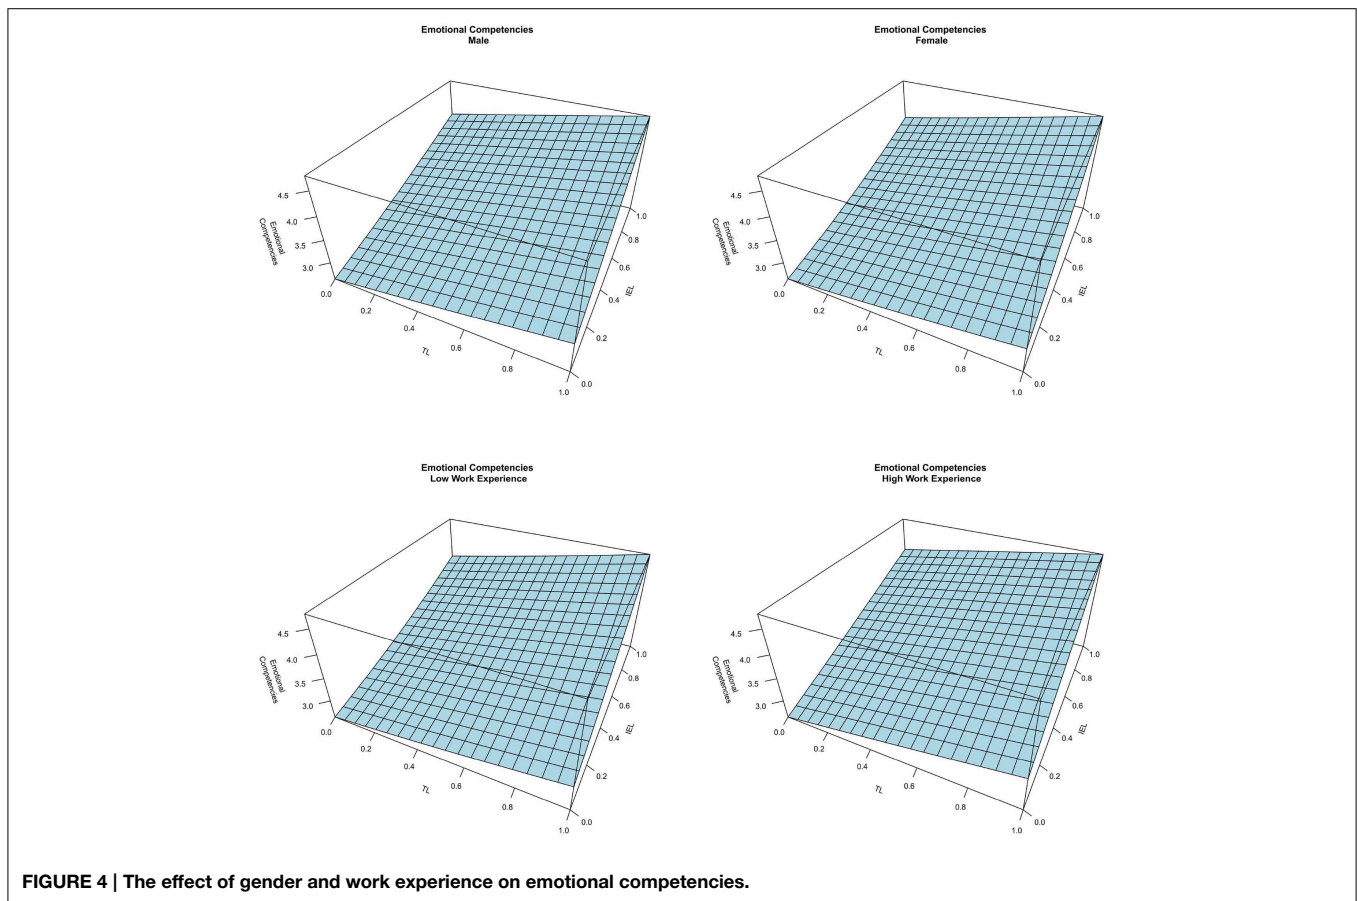 Emotional Competencies
Male
4.5
4.0
3.5
3.0
Emotional
Competencies
0.0
0.2
0.4
0.6
0.8
1.0
TL
0.0
0.2
0.4
0.6
0.8
1.0
IEL
Emotional Competencies
Female
4.5
4.0
3.5
3.0
Emotional
Competencies
0.0
0.2
0.4
0.6
0.8
1.0
TL
0.0
0.2
0.4
0.6
0.8
1.0
IEL
Emotional Competencies
Low Work Experience
4.5
4.0
3.5
3.0
Emotional
Competencies
0.0
0.2
0.4
0.6
0.8
1.0
TL
0.0
0.2
0.4
0.6
0.8
1.0
IEL
Emotional Competencies
High Work Experience
4.5
4.0
3.5
3.0
Emotional
Competencies
0.0
0.2
0.4
0.6
0.8
1.0
TL
0.0
0.2
0.4
0.6
0.8
1.0
IEL
FIGURE 4 | The effect of gender and work experience on emotional competencies.